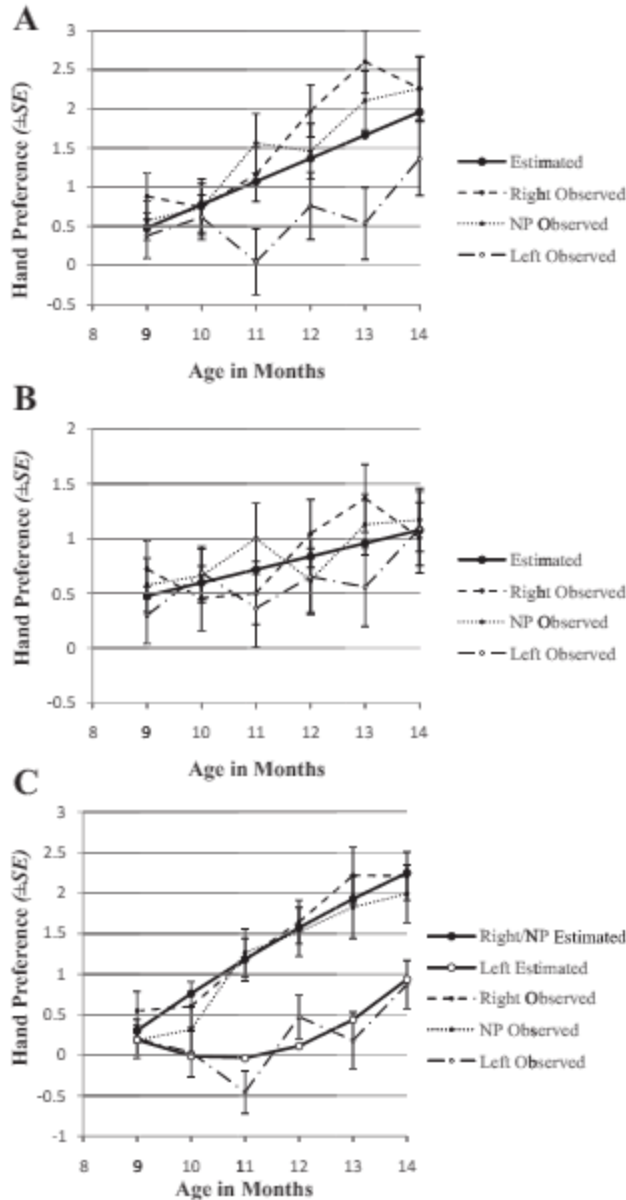 A
3
2.5
2
1.5
1
0.5
0
-0.5
Hand Preference (±SE)
8 9 10 11 12 13 14
Age in Months
Estimated
Right Observed
NP Observed
Left Observed
B
2
1.5
1
0.5
0
-0.5
Hand Preference (±SE)
8 9 10 11 12 13 14
Age in Months
Estimated
Right Observed
NP Observed
Left Observed
C
3
2.5
2
1.5
1
0.5
0
-0.5
-1
Hand Preference (±SE)
8 9 10 11 12 13 14
Age in Months
Right/NP Estimated
Left Estimated
Right Observed
NP Observed
Left Observed